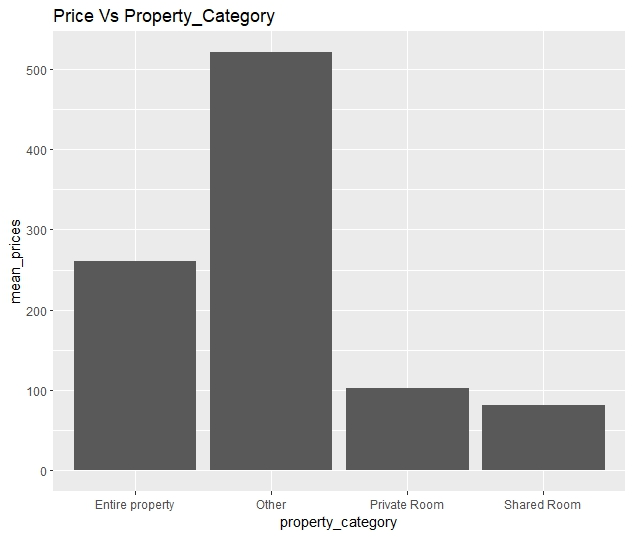 Price Vs Property_Category
mean_prices
500
400
300
200
100
0
Entire property
Other
Private Room
Shared Room
property_category